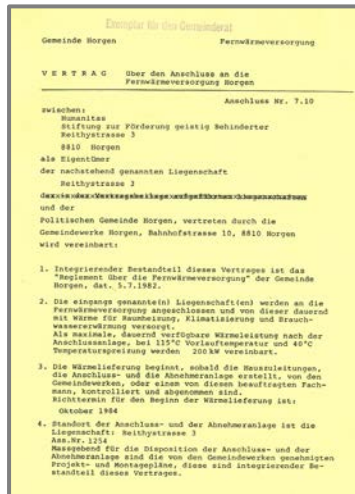 Exemplar für den Gemeinderat
Gemeinde Horgen Fernwärmeversorgung
VERTRAG über den Anschluss an die
Fernwärmeversorgung Horgen
Anschluss Nr. 7.10
zwischen:
Humanitas
Stiftung zur Förderung geistig Behinderter
Reithystrasse 3
8810 Horgen
als Eigentümer
der nachstehend genannten Liegenschaft
Reithystrasse 3
der in der Vertragsbeilage aufgeführten Liegenschaften
und der
Politischen Gemeinde Horgen, vertreten durch die
Gemeindewerke Horgen, Bahnhofstrasse 10, 8810 Horgen
wird vereinbart:
1. Integrierender Bestandteil dieses Vertrages ist das
"Reglement über die Fernwärmeversorgung" der Gemeinde
Horgen, dat. 5.7.1982.
2. Die eingangs genannte(n) Liegenschaft(en) werden an die
Fernwärmeversorgung angeschlossen und von dieser dauernd
mit Wärme für Raumheizung, Klimatisierung und Brauch-
wassererwärmung versorgt.
Als maximale, dauernd verfügbare Wärmeleistung nach der
Anschlussanlage, bei 115°C Vorlauftemperatur und 40°C
Temperaturspreizung werden 200 kW vereinbart.
3. Die Wärmelieferung beginnt, sobald die Hauszuleitungen,
die Anschluss- und die Abnehmeranlage erstellt, von den
Gemeindewerken, oder einem von diesen beauftragten Fach-
mann, kontrolliert und abgenommen sind.
Richttermin für den Beginn der Wärmelieferung ist:
Oktober 1984
4. Standort der Anschluss- und der Abnehmeranlage ist die
Liegenschaft: Reithystrasse 3
Ass.Nr. 1254
Massgebend für die Disposition der Anschluss- und der
Abnehmeranlage sind die von den Gemeindewerken genehmigten
Projekt- und Montagepläne, diese sind integrierender Be-
standteil dieses Vertrages.